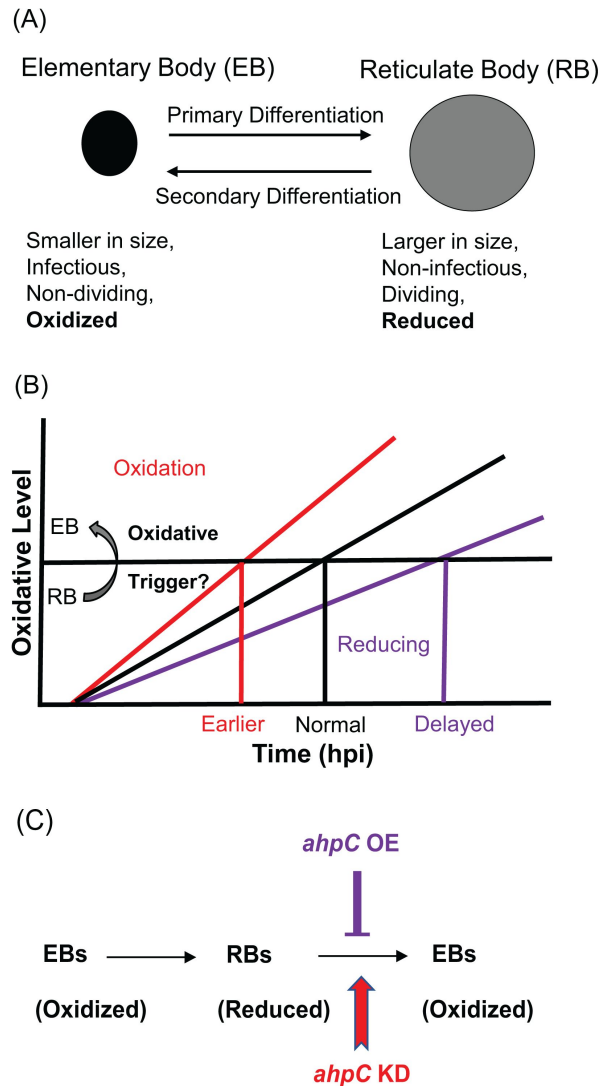 (A)
Elementary Body (EB)
Reticulate Body (RB)
Primary Differentiation
Secondary Differentiation
Smaller in size,
Infectious,
Non-dividing,
Oxidized
Larger in size,
Non-infectious,
Dividing,
Reduced
(B)
Oxidative Level
Oxidation
EB
Oxidative
Trigger?
RB
Reducing
Earlier
Normal
Delayed
Time (hpi)
(C)
ahpC OE
EBs
RBs
EBs
(Oxidized)
(Reduced)
(Oxidized)
ahpC KD